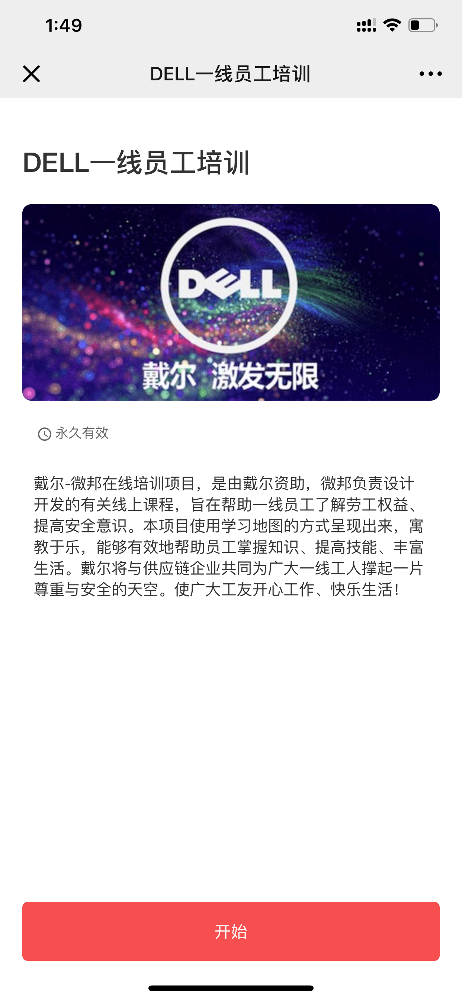 1:49
DELL一线员工培训
DELL一线员工培训
DELL
戴尔 激发无限
永久有效
戴尔-微邦在线培训项目，是由戴尔资助，微邦负责设计
开发的有关线上课程，旨在帮助一线员工了解劳工权益、
提高安全意识。本项目使用学习地图的方式呈现出来，寓
教于乐，能够有效地帮助员工掌握知识、提高技能、丰富
生活。戴尔将与供应链企业共同为广大一线工人撑起一片
尊重与安全的天空。使广大工友开心工作、快乐生活！
开始